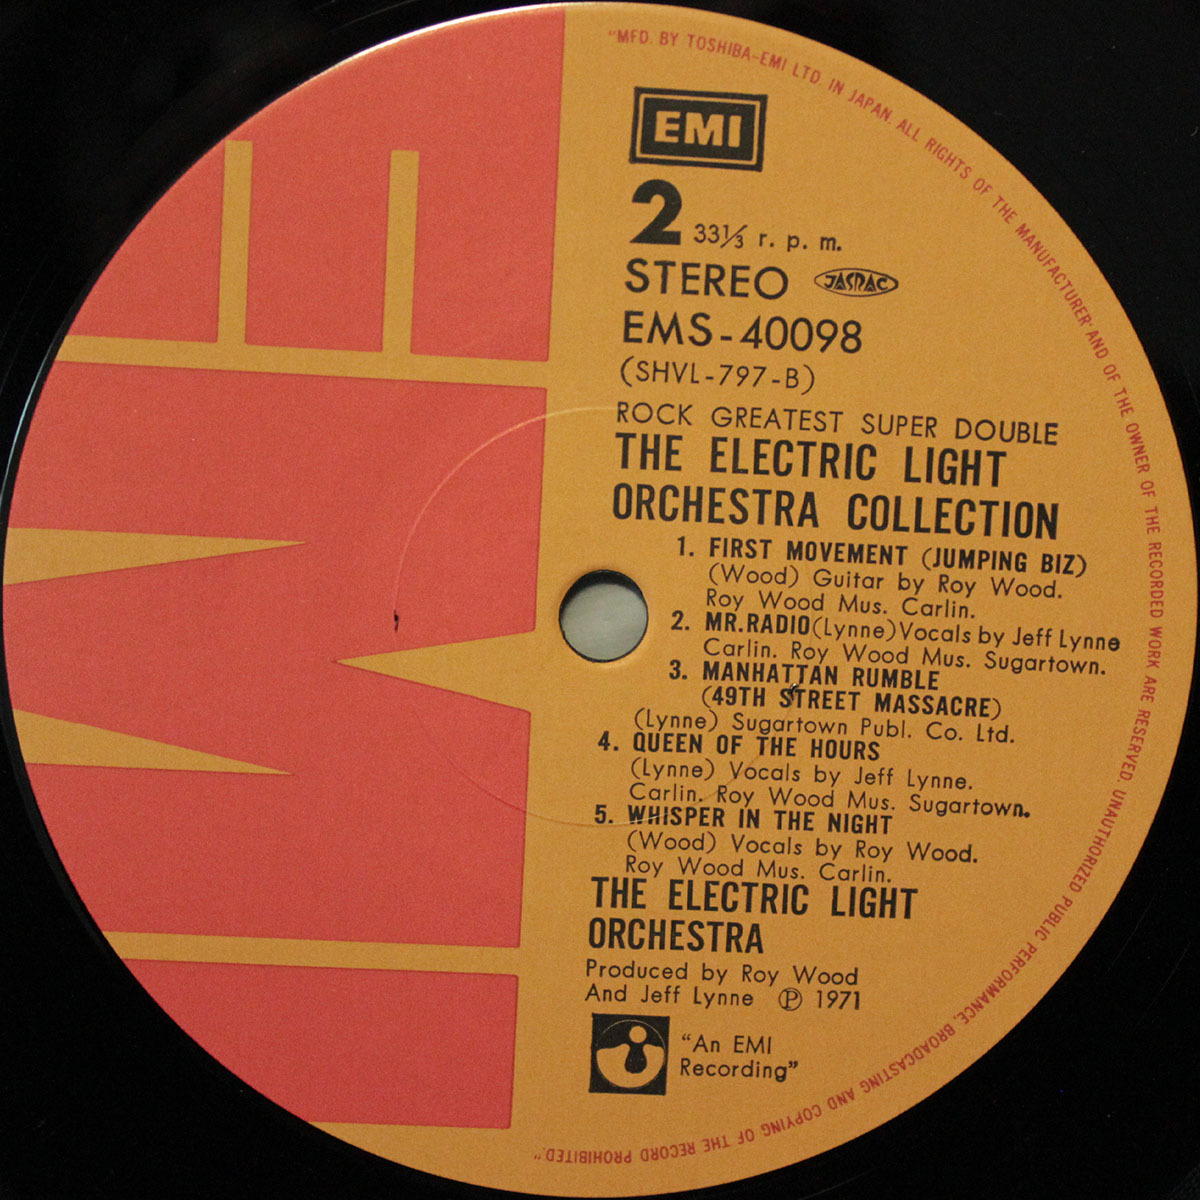 "MFD. BY TOSHIBA-EMI LTD. IN JAPAN. ALL RIGHTS OF THE MANUFACTURER AND OF THE OWNER OF THE RECORDED WORK ARE RESERVED. UNAUTHORIZED PUBLIC PERFORMANCE, BROADCASTING AND COPYING OF THE RECORD PROHIBITED"
EMI
2 33⅓ r. p. m.
STEREO JASRAC
EMS-40098
(SHVL-797-B)
ROCK GREATEST SUPER DOUBLE
THE ELECTRIC LIGHT
ORCHESTRA COLLECTION
1. FIRST MOVEMENT (JUMPING BIZ)
(Wood) Guitar by Roy Wood.
Roy Wood Mus. Carlin.
2. MR.RADIO(Lynne)Vocals by Jeff Lynne
Carlin. Roy Wood Mus. Sugartown.
3. MANHATTAN RUMBLE
(49TH STREET MASSACRE)
(Lynne) Sugartown Publ. Co. Ltd.
4. QUEEN OF THE HOURS
(Lynne) Vocals by Jeff Lynne.
Carlin. Roy Wood Mus. Sugartown.
5. WHISPER IN THE NIGHT
(Wood) Vocals by Roy Wood.
Roy Wood Mus. Carlin.
THE ELECTRIC LIGHT
ORCHESTRA
Produced by Roy Wood
And Jeff Lynne ℗ 1971
"An EMI
Recording"